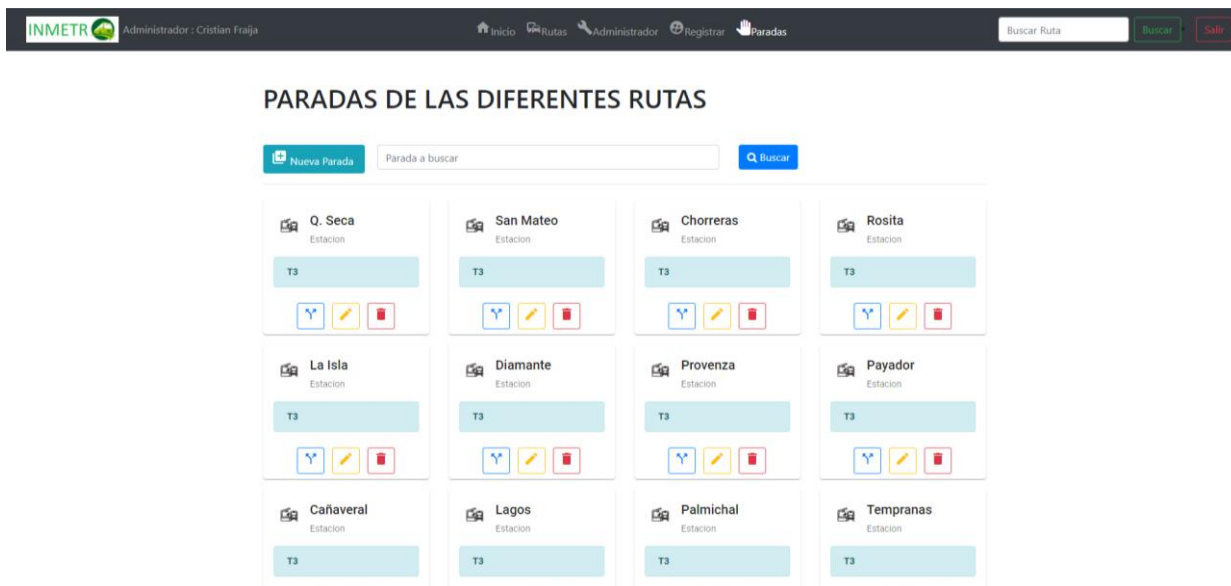 INMETR Administrador : Cristian Fraija Inicio Rutas Administrador Registrar Paradas Buscar Ruta Buscar Salir
PARADAS DE LAS DIFERENTES RUTAS
Nueva Parada Parada a buscar Buscar
Q. Seca San Mateo Chorreras Rosita
Estacion Estacion Estacion Estacion
T3 T3 T3 T3
La Isla Diamante Provenza Payador
Estacion Estacion Estacion Estacion
T3 T3 T3 T3
Cañaveral Lagos Palmichal Tempranas
Estacion Estacion Estacion Estacion
T3 T3 T3 T3